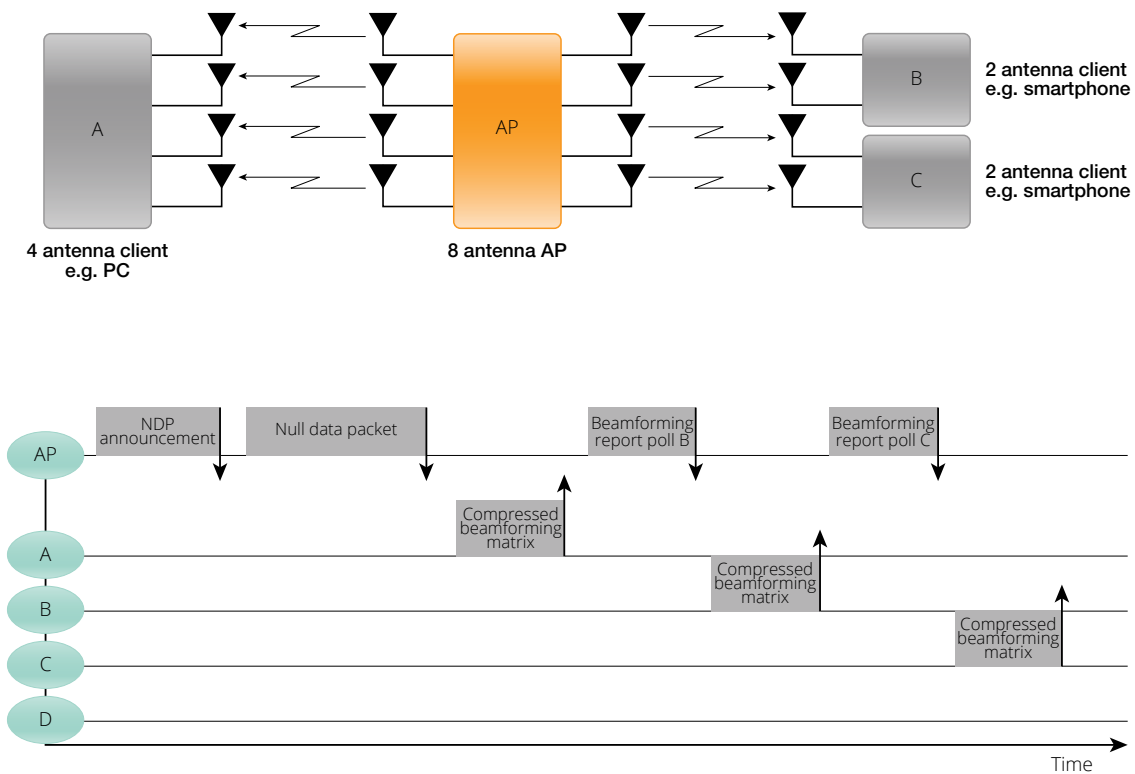 A
AP
B
2 antenna client
e.g. smartphone
C
2 antenna client
e.g. smartphone
4 antenna client
e.g. PC
8 antenna AP
AP
NDP
announcement
Null data packet
Beamforming
report poll B
Beamforming
report poll C
A
Compressed
beamforming
matrix
B
Compressed
beamforming
matrix
C
Compressed
beamforming
matrix
D
Time